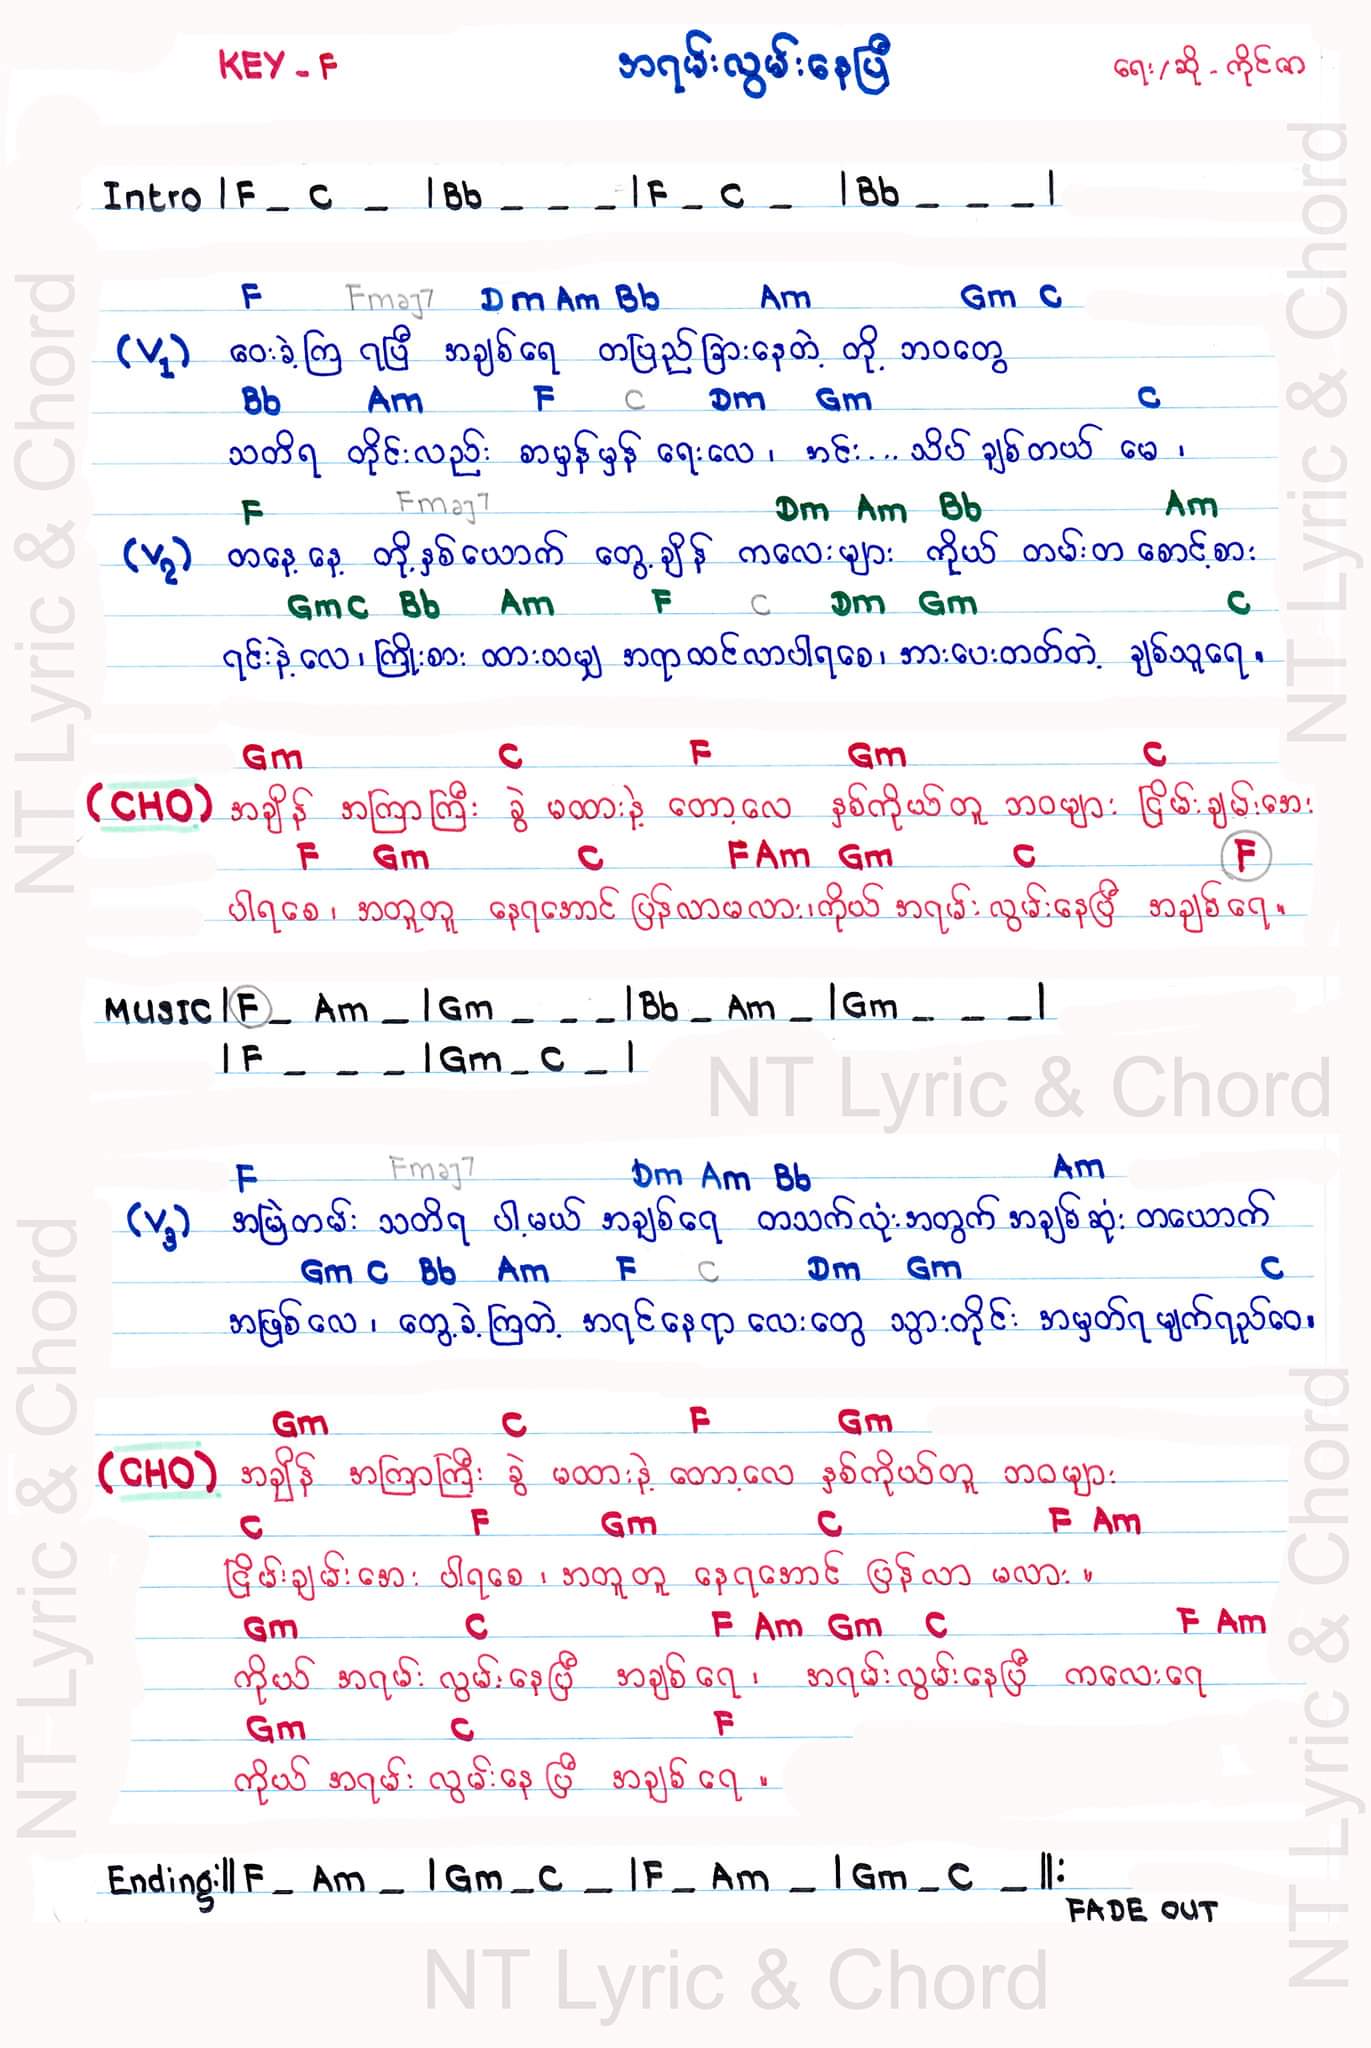 KEY - F
အရမ်းလွမ်းနေပြီ
ရေး/ဆို - ကိုင်ဇာ
Intro | F _ C _ | Bb _ _ _ | F _ C _ | Bb _ _ _ |
F Fmaj7 Dm Am Bb Am Gm C
(V1) ဝေးခဲ့ကြ ရပြီ အချစ်ရေ တပြည်ခြားနေတဲ့ တို့ ဘဝတွေ
Bb Am F C Dm Gm C
သတိရ တိုင်းလည်း စာမှန်မှန် ရေးလေ ၊ အင်း... သိပ် ချစ်တယ် မေ ၊
F Fmaj7 Dm Am Bb Am
(V2) တနေ့ နေ့ တို့ နှစ်ယောက် တွေ့ချိန် ကလေးများ ကိုယ် တမ်းတ စောင့်စား
Gm C Bb Am F C Dm Gm C
ရင်းနဲ့ လေ ၊ ကြိုးစား ထားသမျှ အရာထင်လာပါရစေ ၊ အားပေးတတ်တဲ့ ချစ်သူရေ ။
Gm C F Gm C
(CHO) အချိန် အကြာကြီး ခွဲ မထားနဲ့ တော့လေ နှစ်ကိုယ်တူ ဘဝများ ငြိမ်းချမ်းအေး
F Gm C F Am Gm C F
ပါရစေ ၊ အတူတူ နေရအောင် ပြန်လာမလား ၊ ကိုယ် အရမ်း လွမ်းနေပြီ အချစ်ရေ ။
MUSIC | F _ Am _ | Gm _ _ _ | Bb _ Am _ | Gm _ _ _ |
| F _ _ _ | Gm _ C _ |
NT Lyric & Chord
F Fmaj7 Dm Am Bb Am
(V3) အမြဲတမ်း သတိရ ပါ့မယ် အချစ်ရေ တသက်လုံးအတွက် အချစ်ဆုံး တယောက်
Gm C Bb Am F C Dm Gm C
အဖြစ်လေ ၊ တွေ့ခဲ့ကြတဲ့ အရင်နေရာ လေးတွေ သွားတိုင်း အမှတ်ရ မျက်ရည်ဝေ ။
Gm C F Gm
(CHO) အချိန် အကြာကြီး ခွဲ မထားနဲ့ တော့လေ နှစ်ကိုယ်တူ ဘဝများ
C F Gm C F Am
ငြိမ်းချမ်းအေး ပါရစေ ၊ အတူတူ နေရအောင် ပြန်လာ မလား ။
Gm C F Am Gm C F Am
ကိုယ် အရမ်း လွမ်းနေပြီ အချစ်ရေ ၊ အရမ်းလွမ်းနေပြီ ကလေးရေ
Gm C F
ကိုယ် အရမ်း လွမ်းနေပြီ အချစ်ရေ ။
Ending :|| F _ Am _ | Gm _ C _ | F _ Am _ | Gm _ C _ ||:
FADE OUT
NT Lyric & Chord
NT Lyric & Chord
NT Lyric & Chord
NT Lyric & Chord
NT Lyric & Chord